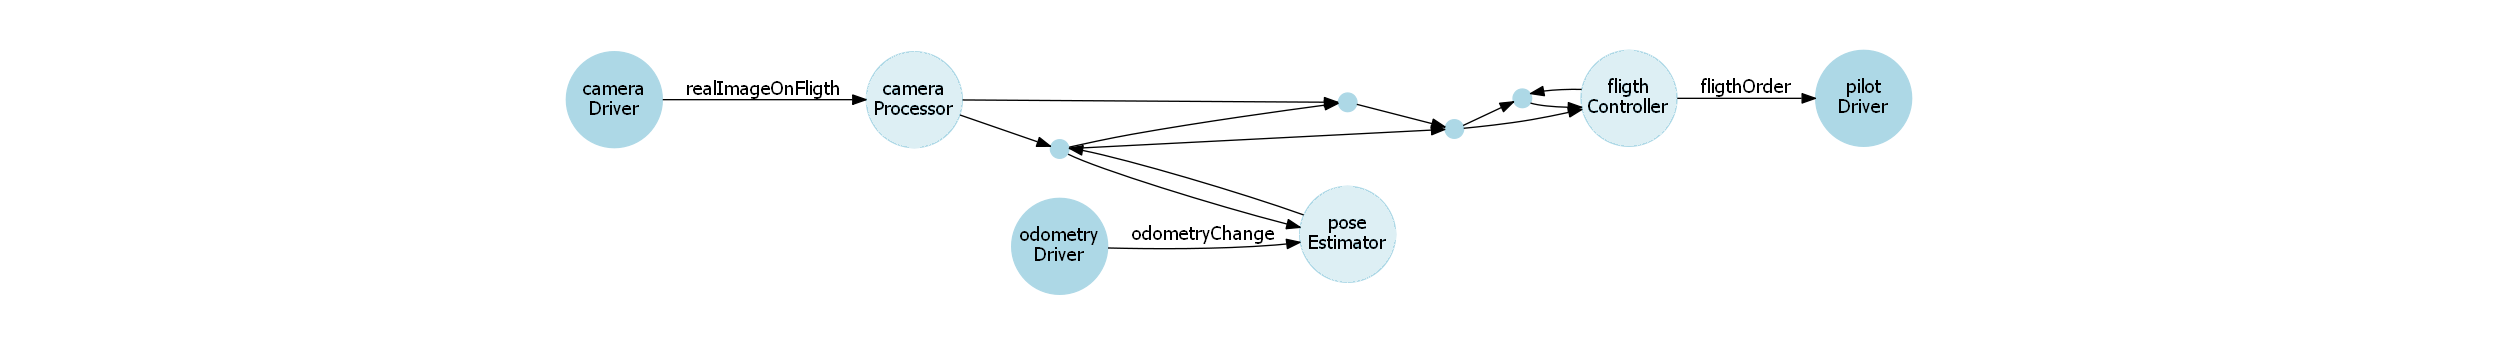 camera
Driver
realImageOnFligth
camera
Processor
fligth
Controller
fligthOrder
pilot
Driver
odometry
Driver
odometryChange
pose
Estimator